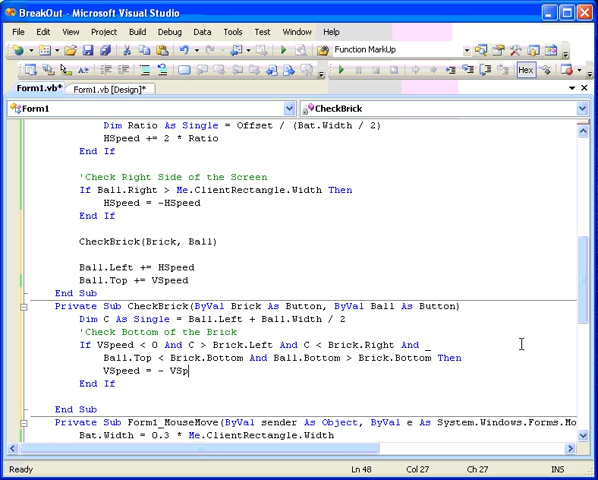 BreakOut - Microsoft Visual Studio
File Edit View Project Build Debug Data Tools Test Window Help
Function MarkUp
Hex
Form1.vb* Form1.vb [Design]*
Form1 CheckBrick
Dim Ratio As Single = Offset / (Bat.Width / 2)
HSpeed += 2 * Ratio
End If
'Check Right Side of the Screen
If Ball.Right > Me.ClientRectangle.Width Then
HSpeed = -HSpeed
End If
CheckBrick(Brick, Ball)
Ball.Left += HSpeed
Ball.Top += VSpeed
End Sub
Private Sub CheckBrick(ByVal Brick As Button, ByVal Ball As Button)
Dim C As Single = Ball.Left + Ball.Width / 2
'Check Bottom of the Brick
If VSpeed < 0 And C > Brick.Left And C < Brick.Right And _
Ball.Top < Brick.Bottom And Ball.Bottom > Brick.Bottom Then
VSpeed = - VSp
End If
End Sub
Private Sub Form1_MouseMove(ByVal sender As Object, ByVal e As System.Windows.Forms.Mo
Bat.Width = 0.3 * Me.ClientRectangle.Width
Ready Ln 48 Col 27 Ch 27 INS